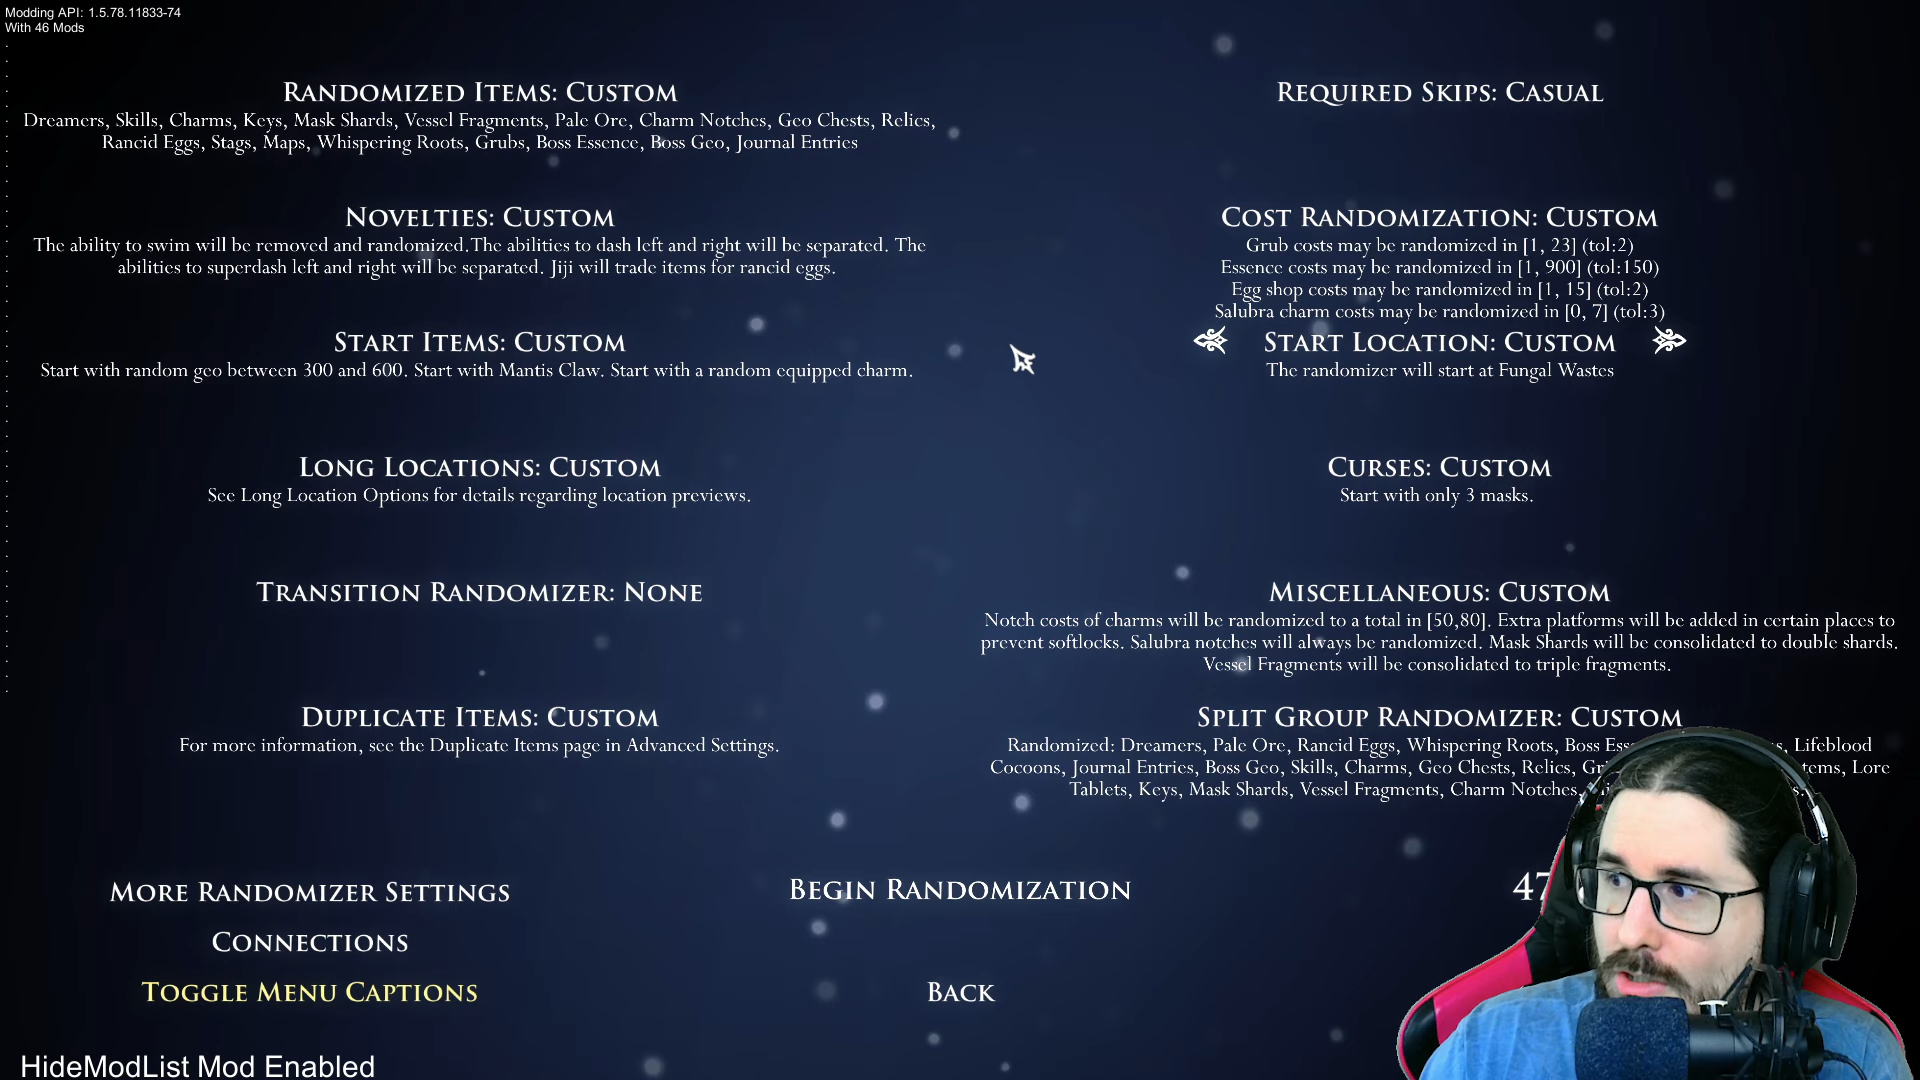 Modding API: 1.5.78.11833-74
With 46 Mods
Randomized Items: Custom
Dreamers, Skills, Charms, Keys, Mask Shards, Vessel Fragments, Pale Ore, Charm Notches, Geo Chests, Relics,
Rancid Eggs, Stags, Maps, Whispering Roots, Grubs, Boss Essence, Boss Geo, Journal Entries
Required Skips: Casual
Novelties: Custom
The ability to swim will be removed and randomized.The abilities to dash left and right will be separated. The
abilities to superdash left and right will be separated. Jiji will trade items for rancid eggs.
Cost Randomization: Custom
Grub costs may be randomized in [1, 23] (tol:2)
Essence costs may be randomized in [1, 900] (tol:150)
Egg shop costs may be randomized in [1, 15] (tol:2)
Salubra charm costs may be randomized in [0, 7] (tol:3)
Start Items: Custom
Start with random geo between 300 and 600. Start with Mantis Claw. Start with a random equipped charm.
Start Location: Custom
The randomizer will start at Fungal Wastes
Long Locations: Custom
See Long Location Options for details regarding location previews.
Curses: Custom
Start with only 3 masks.
Transition Randomizer: None
Miscellaneous: Custom
Notch costs of charms will be randomized to a total in [50,80]. Extra platforms will be added in certain places to
prevent softlocks. Salubra notches will always be randomized. Mask Shards will be consolidated to double shards.
Vessel Fragments will be consolidated to triple fragments.
Duplicate Items: Custom
For more information, see the Duplicate Items page in Advanced Settings.
Split Group Randomizer: Custom
Randomized: Dreamers, Pale Ore, Rancid Eggs, Whispering Roots, Boss Lifeblood
Cocoons, Journal Entries, Boss Geo, Skills, Charms, Geo Chests, Relics, Lore
Tablets, Keys, Mask Shards, Vessel Fragments, Charm Notches,
More Randomizer Settings
Begin Randomization
47
Connections
Toggle Menu Captions
Back
HideModList Mod Enabled